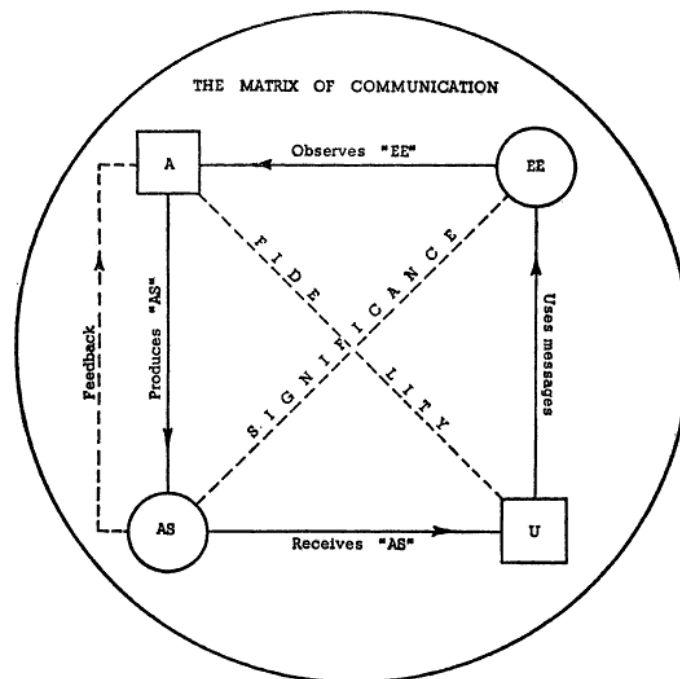 THE MATRIX OF COMMUNICATION
Observes "EE"
A
EE
FIDELITY
SIGNIFICANCE
Feedback
Produces "AS"
Uses messages
AS
Receives "AS"
U